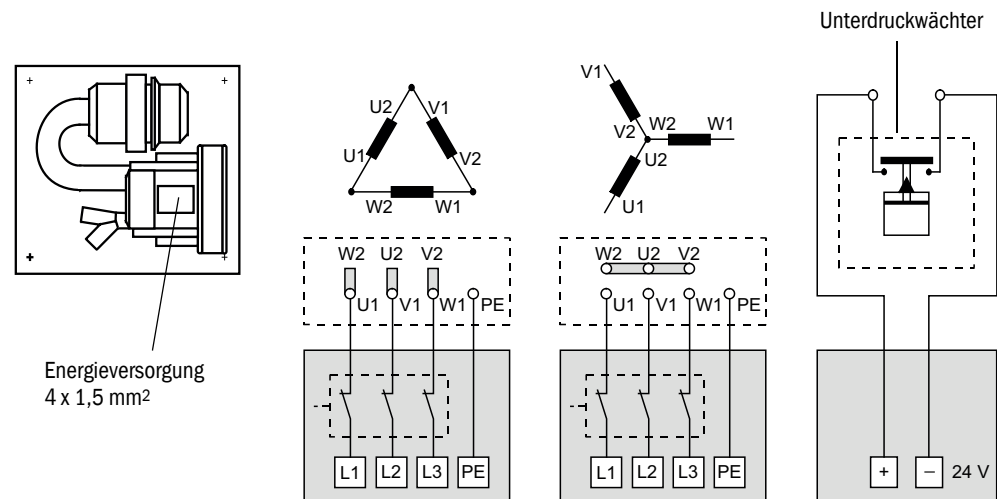 Unterdruckwächter
Energieversorgung
4 x 1,5 mm²
U2 V1
U1 V2
W2 W1
W2 U2 V2
U1 V1 W1 PE
L1 L2 L3 PE
V1
V2 W2 W1
U2
U1
W2 U2 V2
U1 V1 W1 PE
L1 L2 L3 PE
+ – 24 V